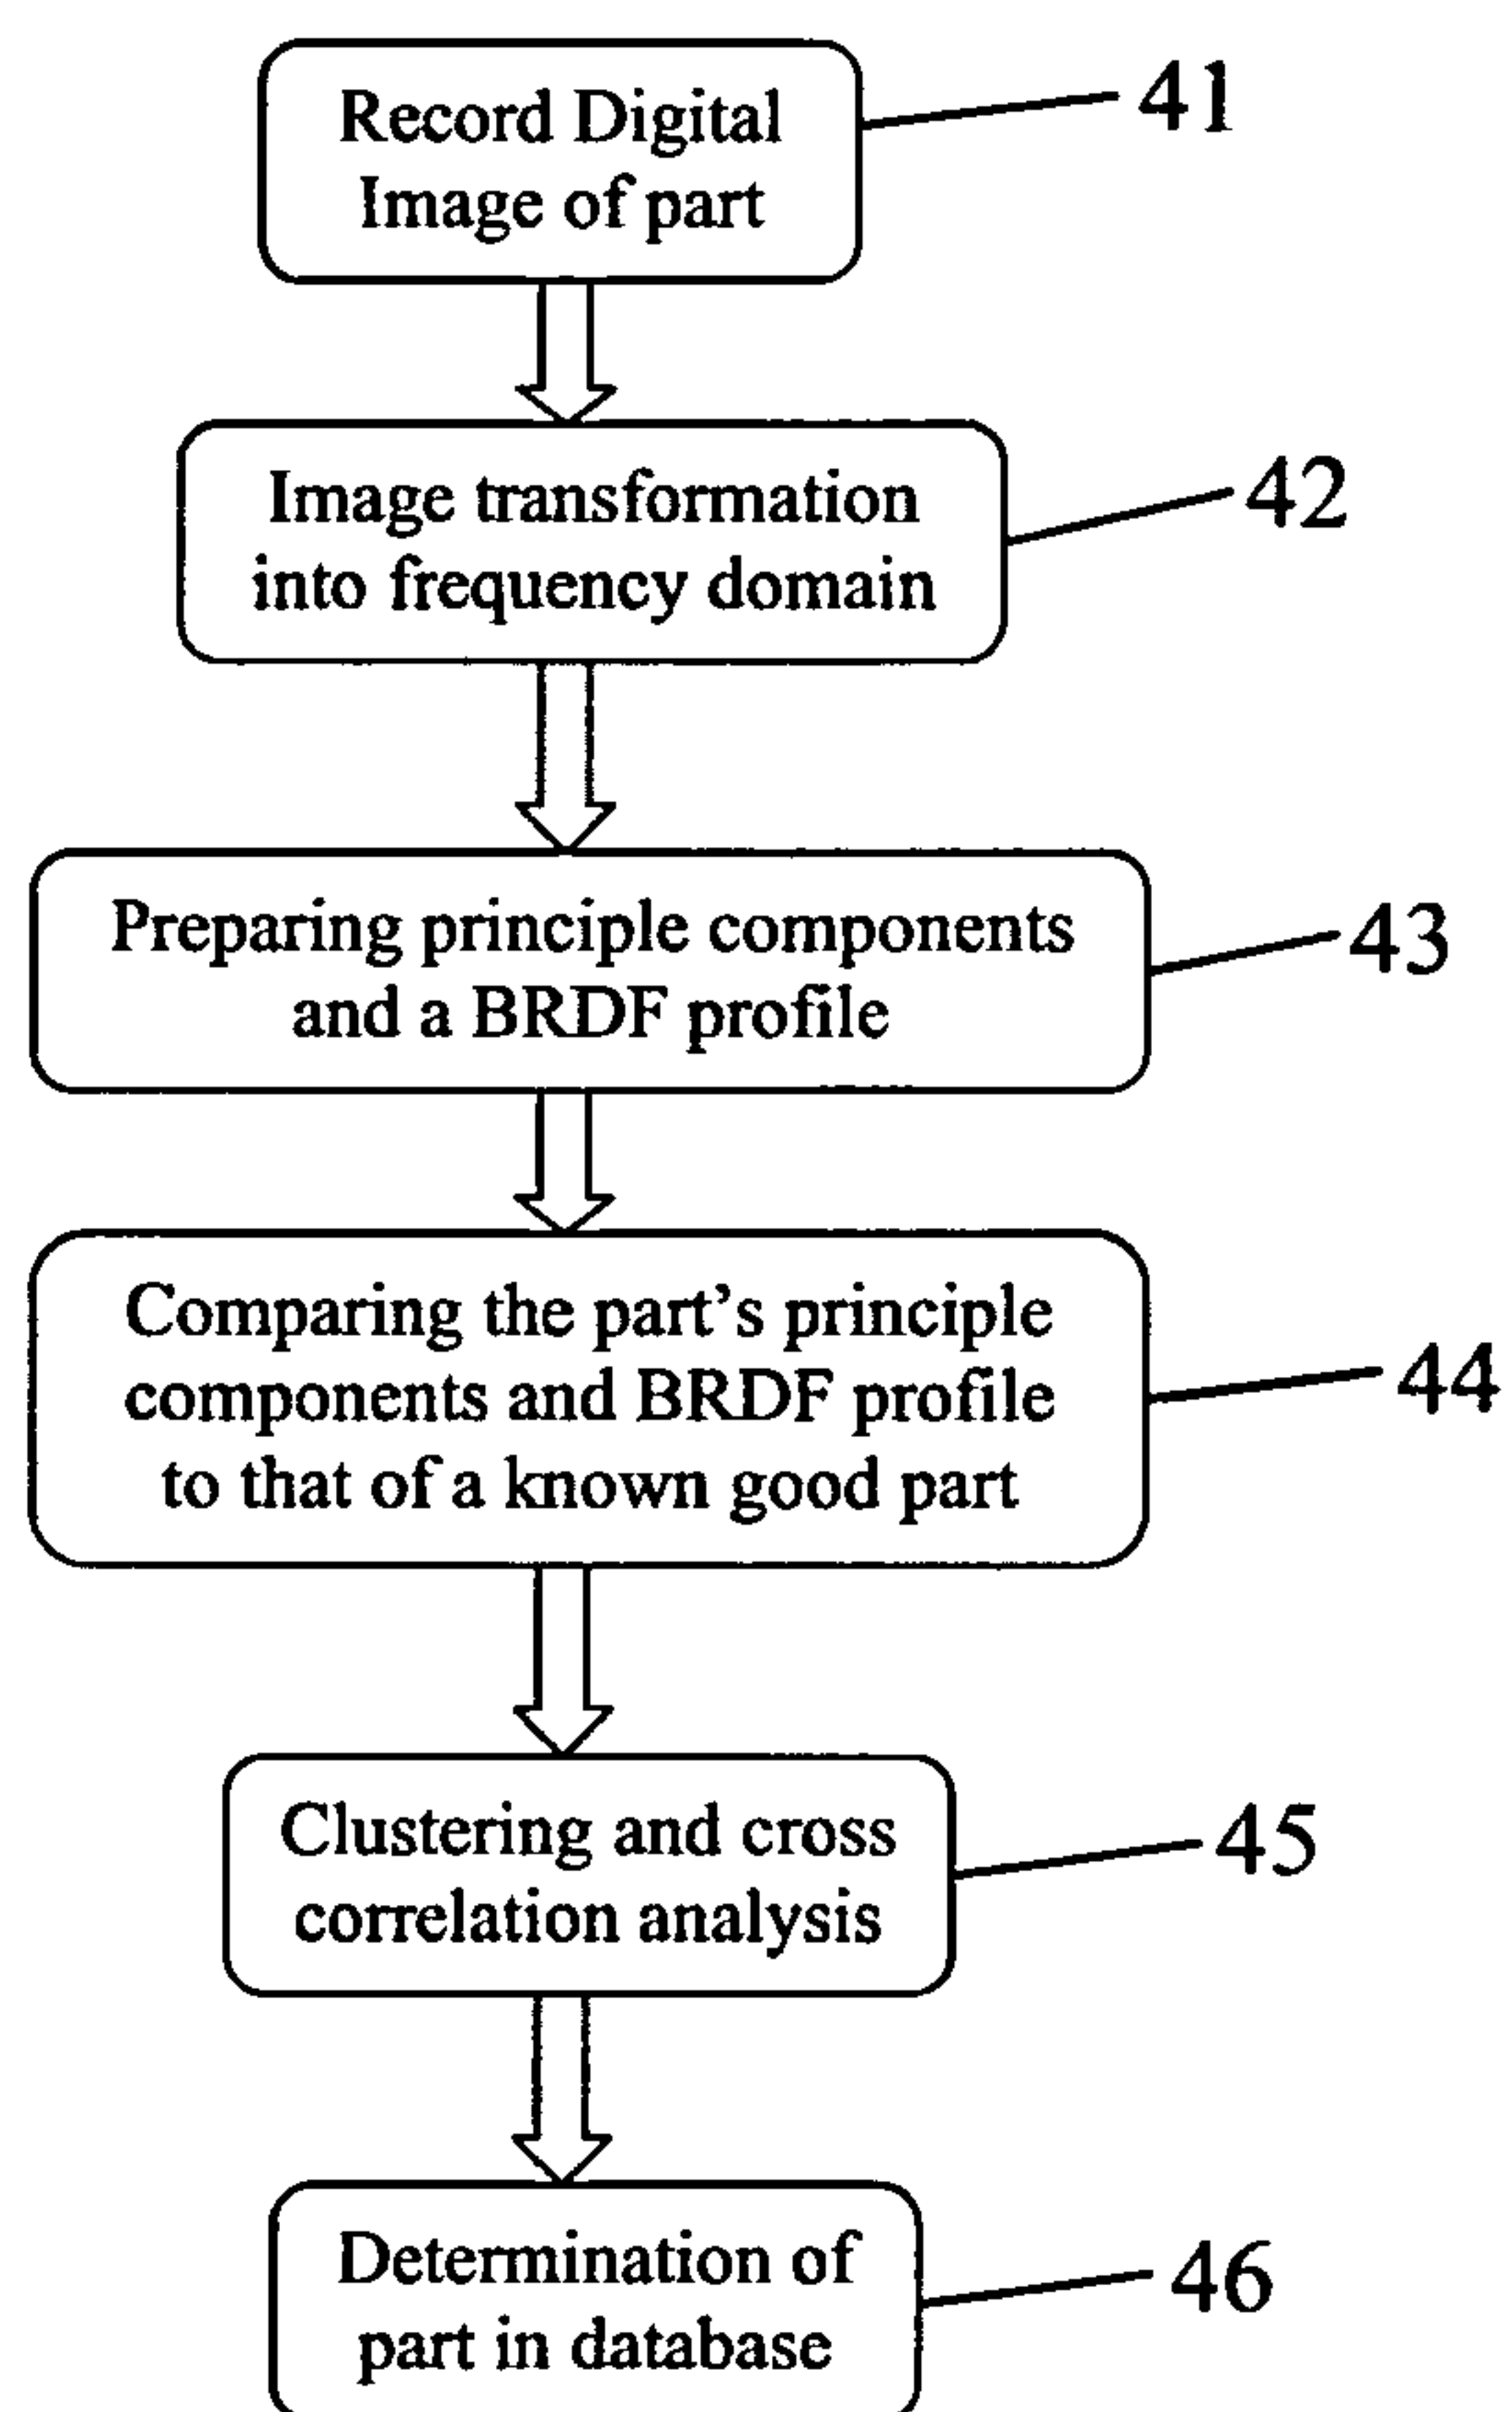 Record Digital
Image of part
41
Image transformation
into frequency domain
42
Preparing principle components
and a BRDF profile
43
Comparing the part's principle
components and BRDF profile
to that of a known good part
44
Clustering and cross
correlation analysis
45
Determination of
part in database
46